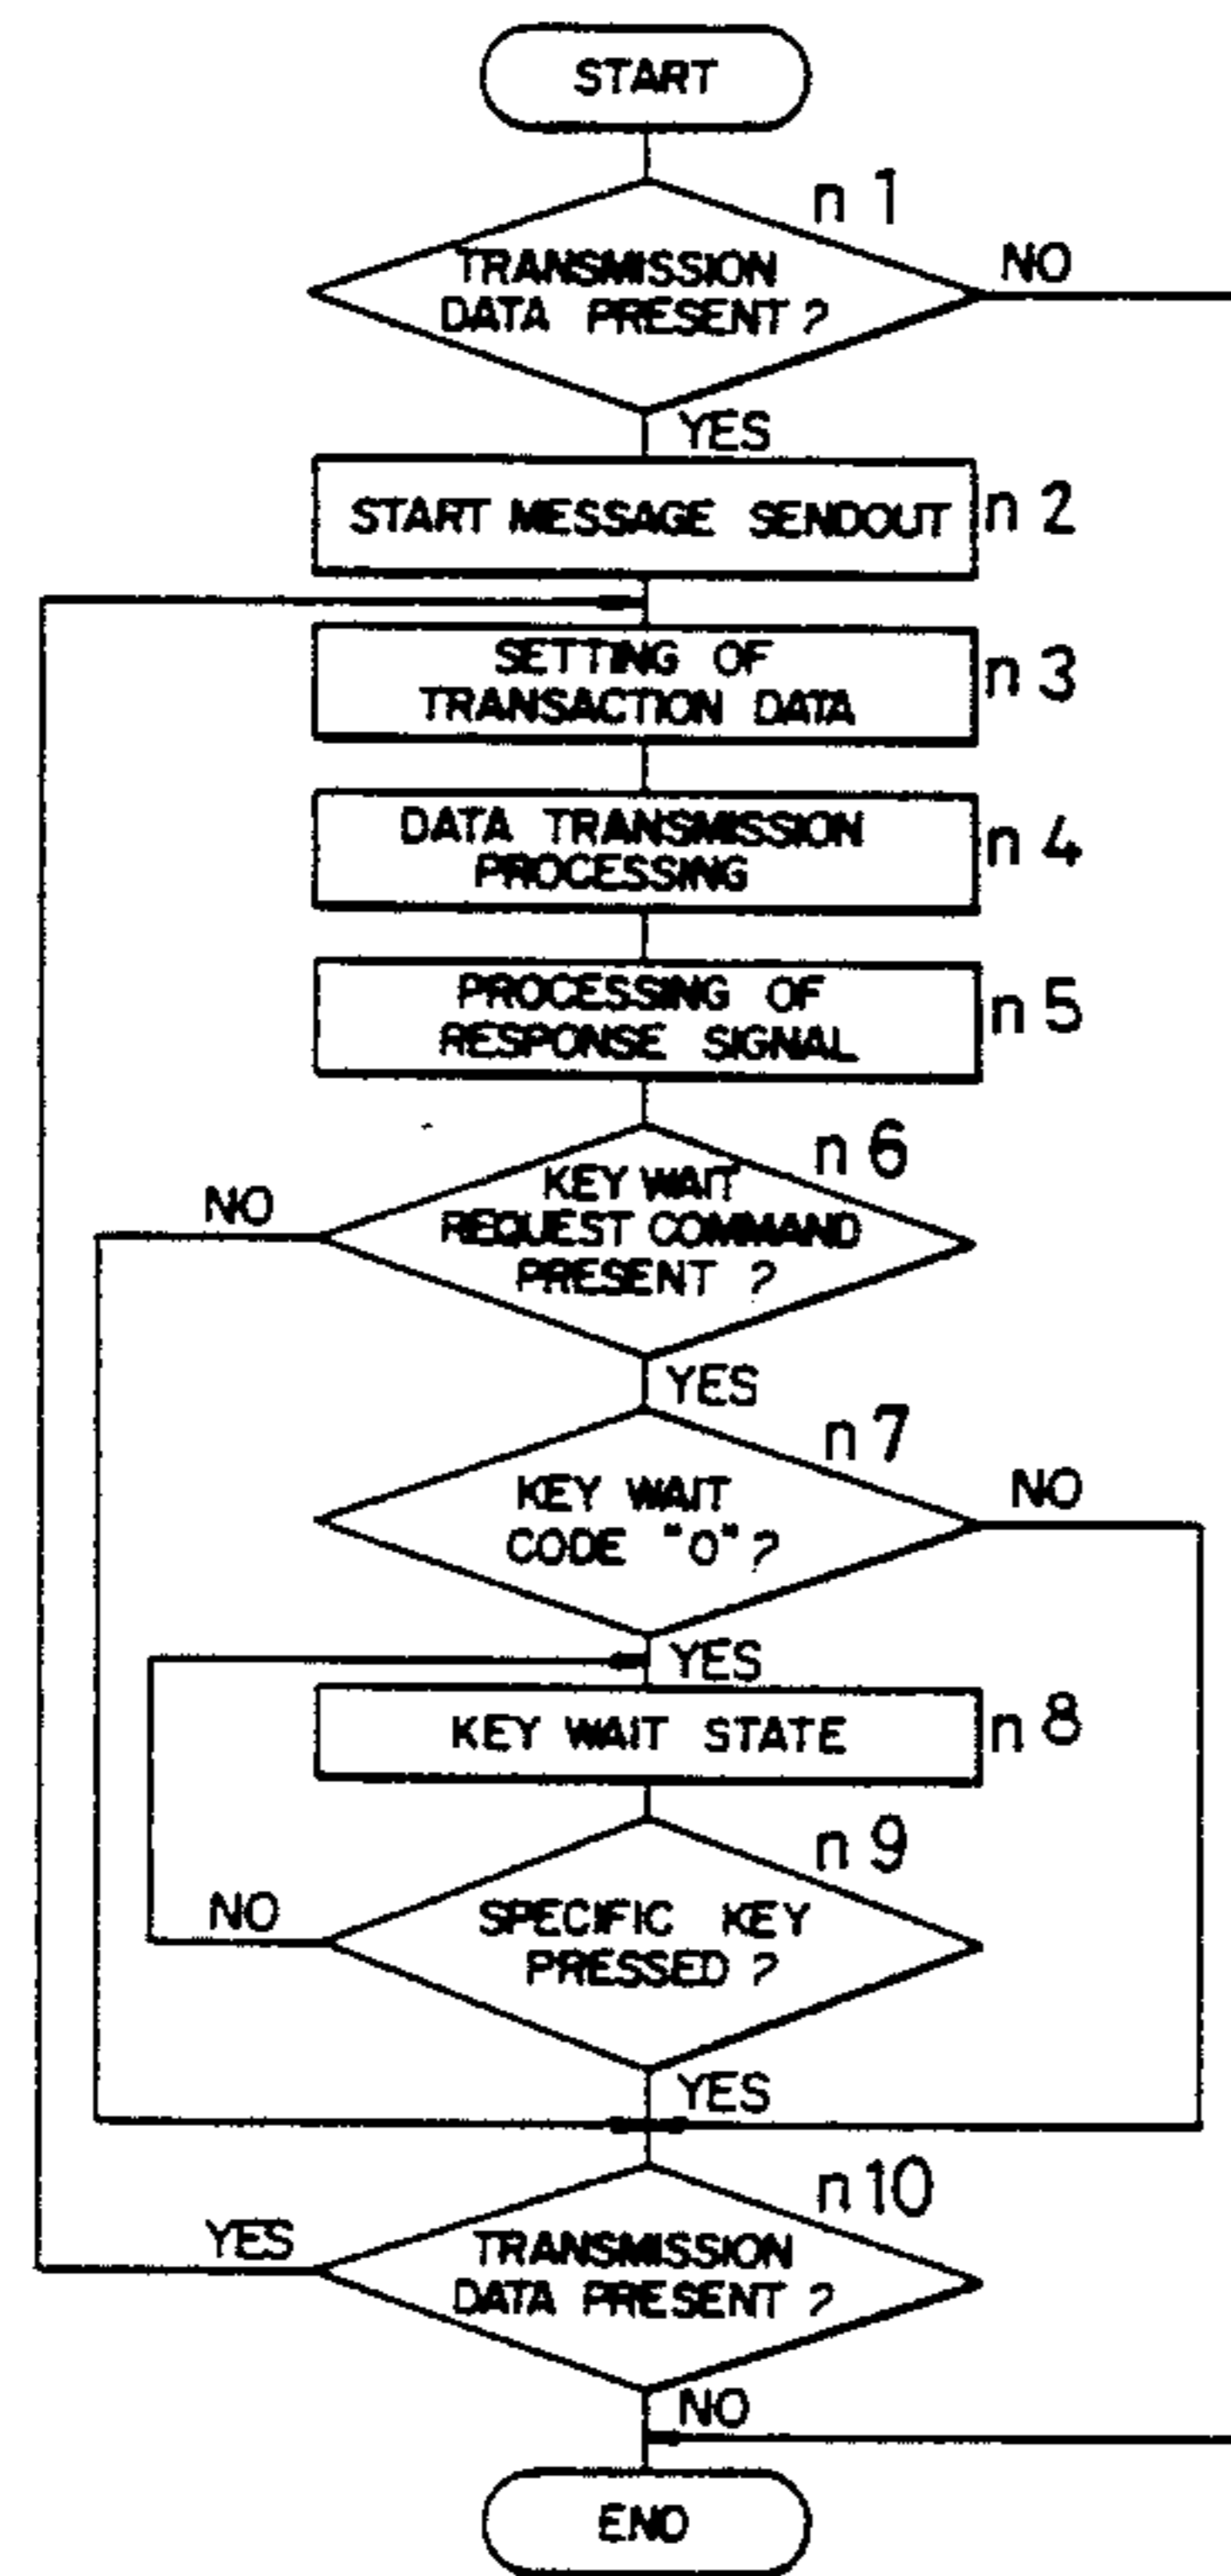 START
n 1
TRANSMISSION
DATA PRESENT ?
NO
YES
START MESSAGE SENDOUT
n 2
SETTING OF
TRANSACTION DATA
n 3
DATA TRANSMISSION
PROCESSING
n 4
PROCESSING OF
RESPONSE SIGNAL
n 5
n 6
KEY WAIT
REQUEST COMMAND
PRESENT ?
NO
YES
n 7
KEY WAIT
CODE "0" ?
NO
YES
KEY WAIT STATE
n 8
n 9
SPECIFIC KEY
PRESSED ?
NO
YES
n 10
TRANSMISSION
DATA PRESENT ?
YES
NO
END